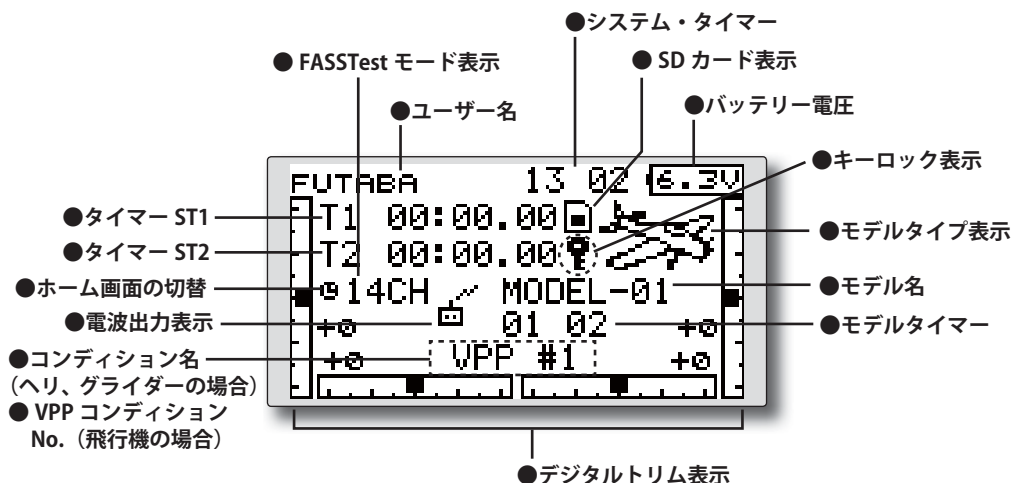 ●システム・タイマー
● FASSTest モード表示
● SD カード表示
●ユーザー名
●バッテリー電圧
●キーロック表示
FUTABA 13 02 6.3V
●タイマー ST1
T1 00:00.00
●タイマー ST2
T2 00:00.00
●モデルタイプ表示
●ホーム画面の切替
14CH MODEL-01
●モデル名
●電波出力表示
+0 01 02 +0
●モデルタイマー
●コンディション名
(ヘリ、グライダーの場合)
+0 VPP #1 +0
● VPP コンディション
No.(飛行機の場合)
●デジタルトリム表示